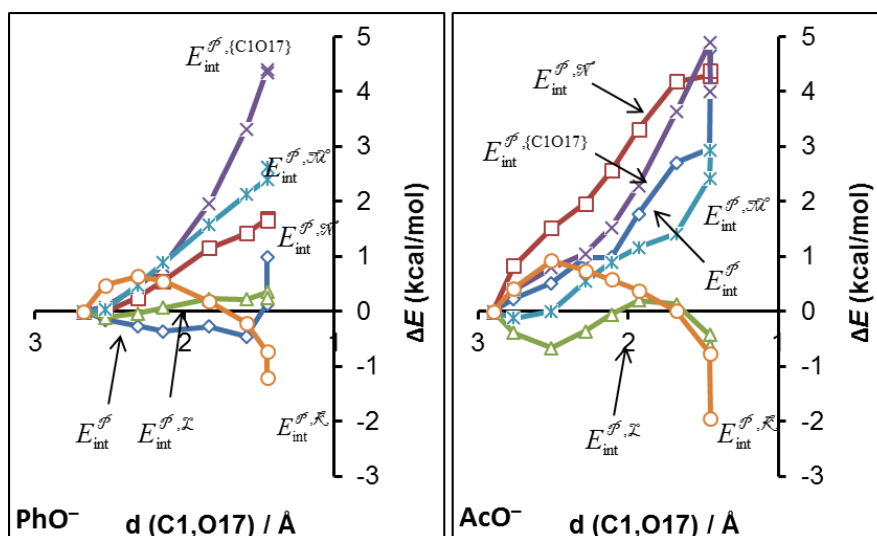 E_int^{𝒫,{C1O17}}
E_int^{𝒫,ℳ}
E_int^{𝒫,𝒩}
E_int^𝒫
E_int^{𝒫,ℒ}
E_int^{𝒫,𝒦}
5
4
3
2
1
0
-1
-2
-3
3
2
1
ΔE (kcal/mol)
PhO⁻
d (C1,O17) / Å
E_int^{𝒫,𝒩}
E_int^{𝒫,{C1O17}}
E_int^{𝒫,ℳ}
E_int^𝒫
E_int^{𝒫,ℒ}
E_int^{𝒫,𝒦}
5
4
3
2
1
0
-1
-2
-3
3
2
1
ΔE (kcal/mol)
AcO⁻
d (C1,O17) / Å